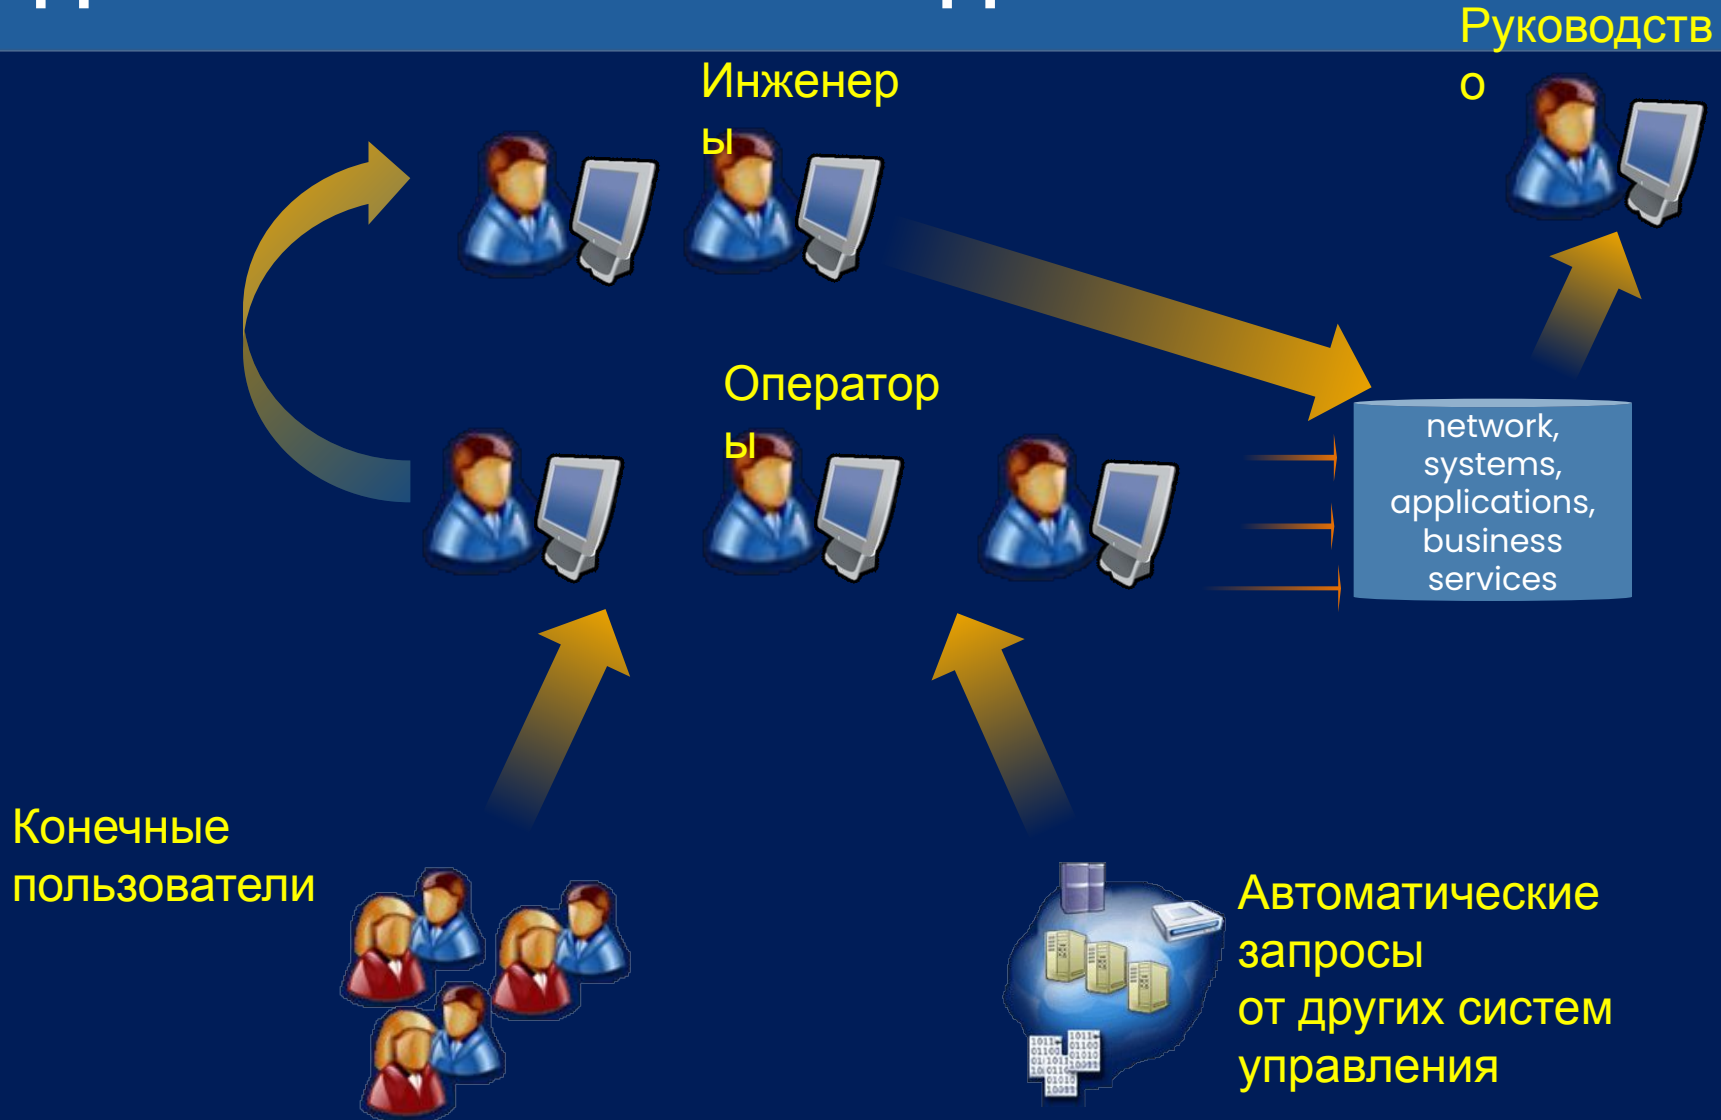 Руководств
о
Инженер
ы
Оператор
ы
network,
systems,
applications,
business
services
Конечные
пользователи
Автоматические
запросы
от других систем
управления